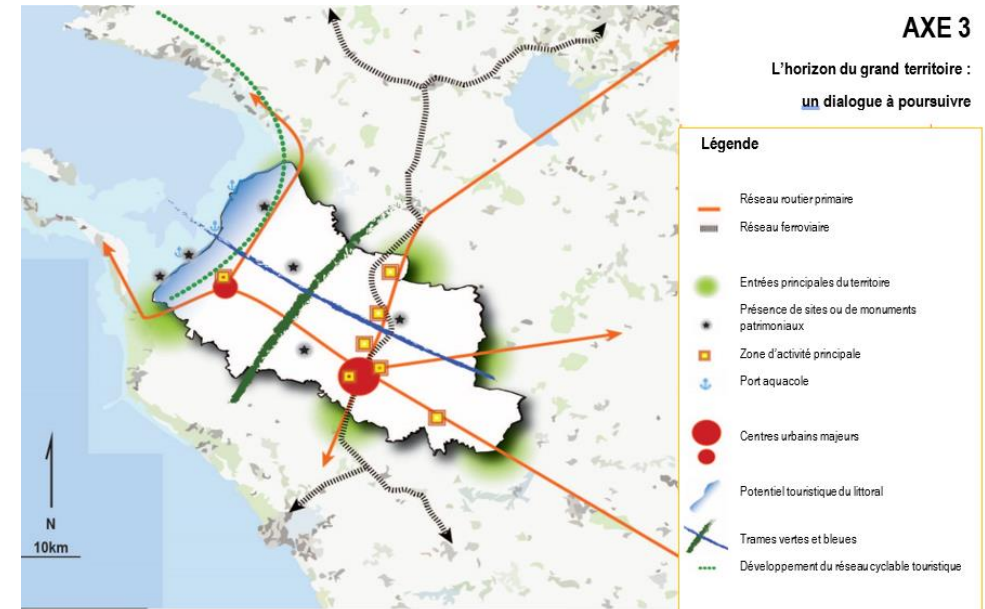 AXE 3
L'horizon du grand territoire :
un dialogue à poursuivre
Légende
Réseau routier primaire
Réseau ferroviaire
Entrées principales du territoire
Présence de sites ou de monuments
patrimoniaux
Zone d'activité principale
Port aquacole
Centres urbains majeurs
Potentiel touristique du littoral
Trames vertes et bleues
Développement du réseau cyclable touristique
N
10km